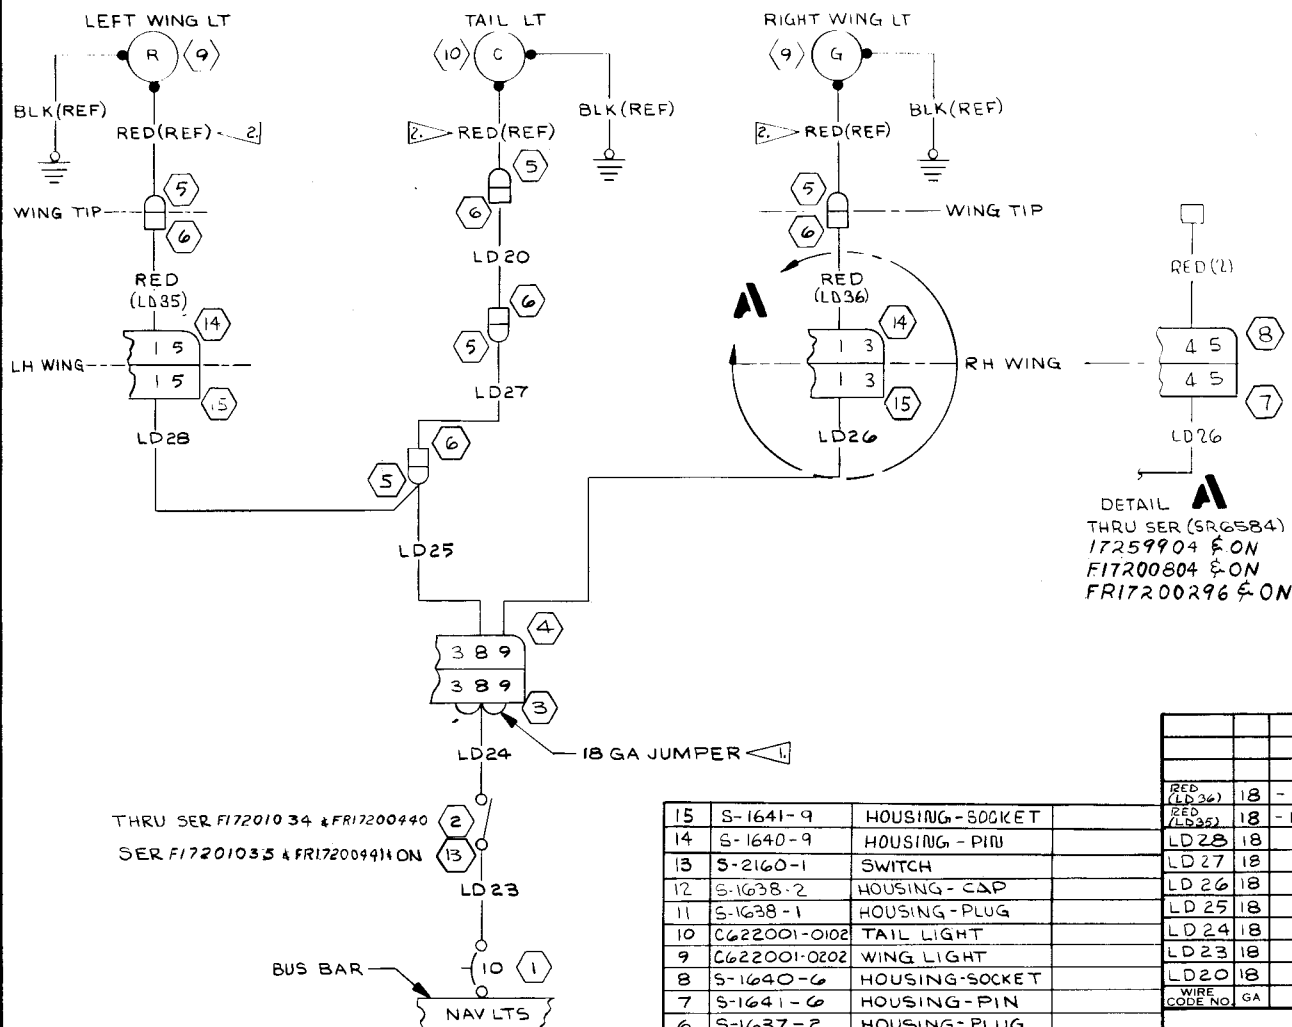 LEFT WING LT
TAIL LT
RIGHT WING LT
R
9
10
C
9
G
BLK(REF)
RED(REF)
2.
2.
RED(REF)
BLK(REF)
2.
RED(REF)
BLK(REF)
5
5
5
WING TIP
6
6
6
WING TIP
LD20
RED
(LD35)
RED
(LD36)
RED(2)
14
6
A
14
8
1 5
5
1 3
4 5
LH WING
RH WING
1 5
1 3
4 5
15
LD27
15
7
LD28
6
LD26
LD26
5
DETAIL A
THRU SER (SR6584)
17259904 & ON
F17200804 & ON
FR17200296 & ON
LD25
4
3 8 9
3 8 9
3
LD24
18 GA JUMPER
1.
THRU SER F17201034 & FR17200440
2
SER F17201035 & FR17200441 & ON
13
LD23
BUS BAR
10
1
NAV LTS
15 S-1641-9 HOUSING-SOCKET
14 S-1640-9 HOUSING-PIN
13 S-2160-1 SWITCH
12 S-1638-2 HOUSING-CAP
11 S-1638-1 HOUSING-PLUG
10 C622001-0102 TAIL LIGHT
9 C622001-0202 WING LIGHT
8 S-1640-6 HOUSING-SOCKET
7 S-1641-6 HOUSING-PIN
6 S-1637-2 HOUSING-PLUG
RED (LD36) 18 -
RED (LD35) 18 -
LD28 18
LD27 18
LD26 18
LD25 18
LD24 18
LD23 18
LD20 18
WIRE CODE NO. GA